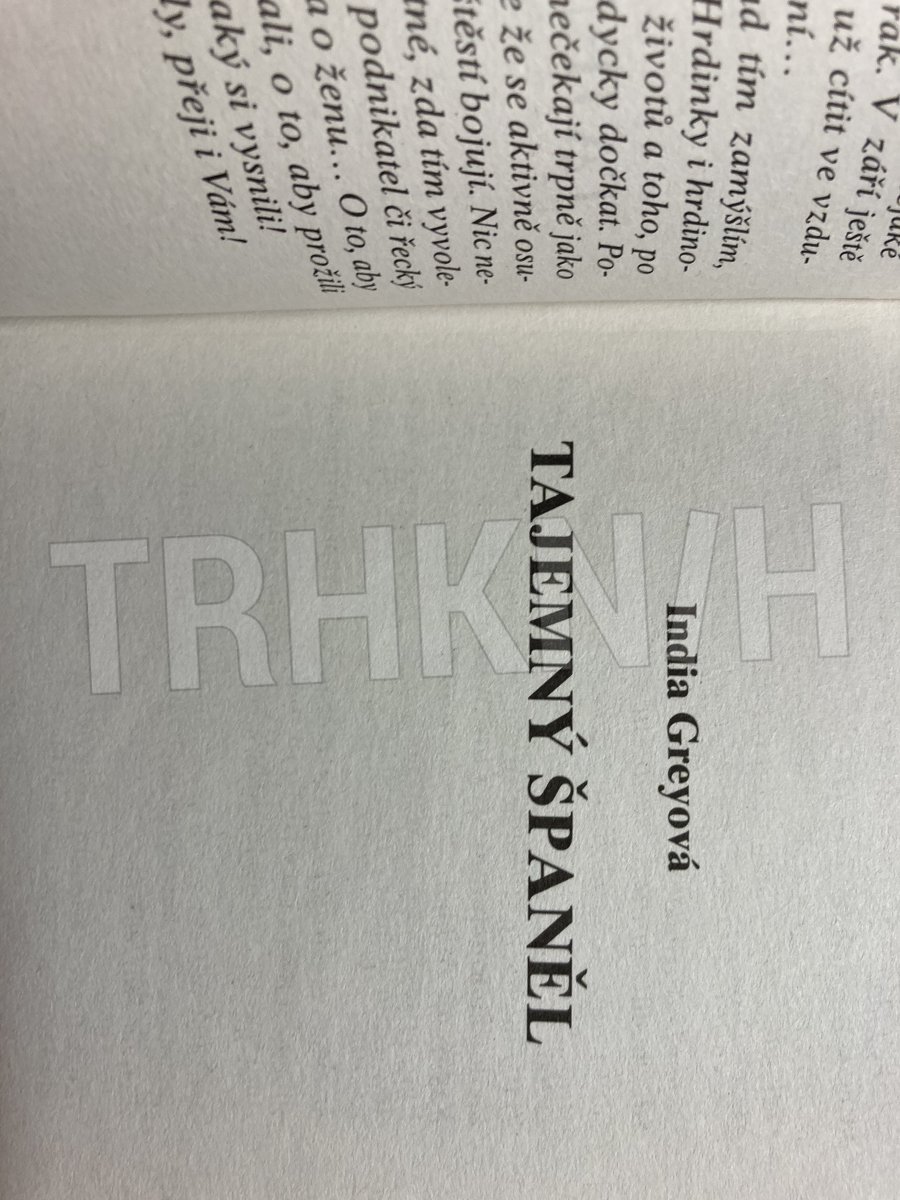 rak. V září ještě
už cítit ve vzdu-
ní…
ad tím zamýšlím,
Hrdinky i hrdino-
životů a toho, po
dycky dočkat. Po-
nečekají trpně jako
e že se aktivně osu-
štěstí bojují. Nic ne-
tné, zda tím vyvole-
podnikatel či řecký
a o ženu… O to, aby
ali, o to, aby prožili
aký si vysnili!
ly, přeji i Vám!
India Greyová
TAJEMNÝ ŠPANĚL
TRHKNIH